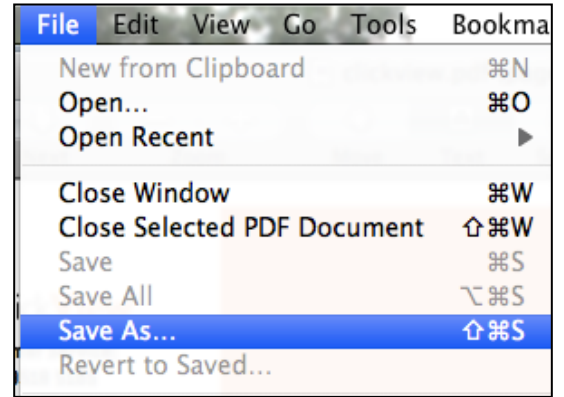 File Edit View Go Tools Bookma
New from Clipboard ⌘N
Open... ⌘O
Open Recent ▶
Close Window ⌘W
Close Selected PDF Document ⇧⌘W
Save ⌘S
Save All ⌥⌘S
Save As... ⇧⌘S
Revert to Saved...